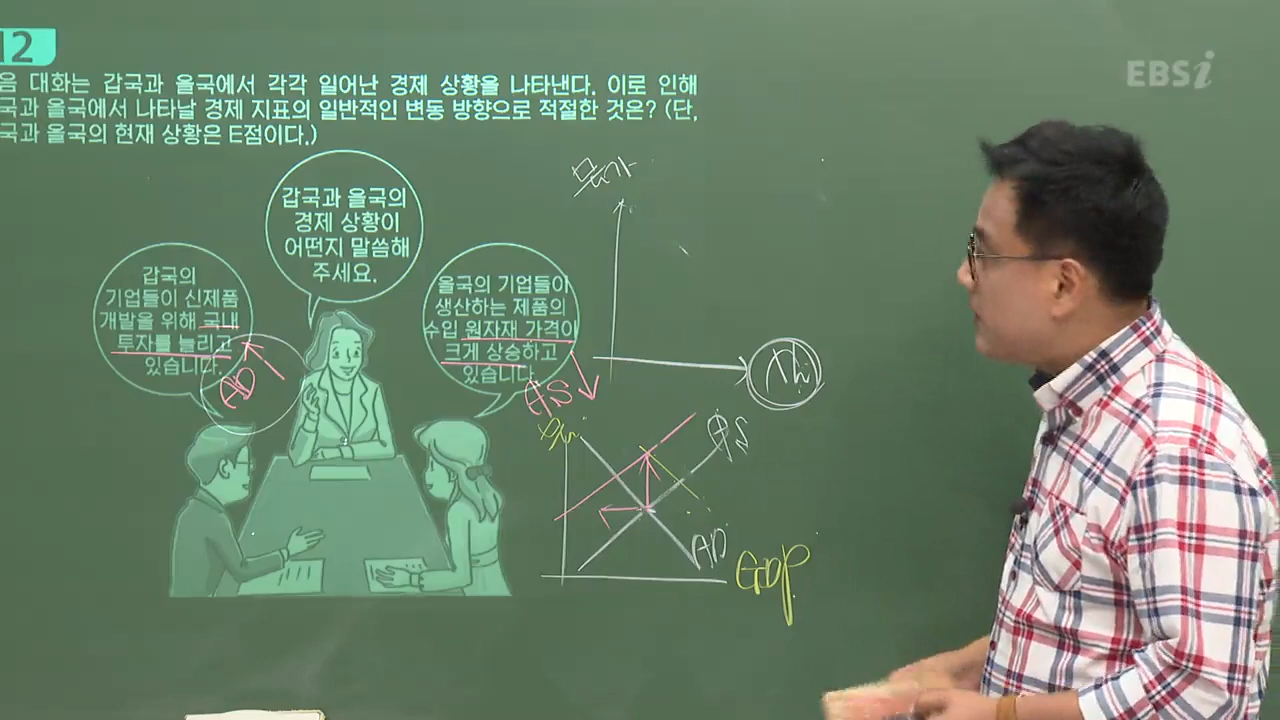 12
음 대화는 갑국과 을국에서 각각 일어난 경제 상황을 나타낸다. 이로 인해
국과 을국에서 나타날 경제 지표의 일반적인 변동 방향으로 적절한 것은? (단,
국과 을국의 현재 상황은 E점이다.)
EBSi
갑국과 을국의
경제 상황이
어떤지 말씀해
주세요.
갑국의
기업들이 신제품
개발을 위해 국내
투자를 늘리고
있습니다.
을국의 기업들이
생산하는 제품의
수입 원자재 가격이
크게 상승하고
있습니다.
AD
AS
물가
물가
AS
AD
GDP